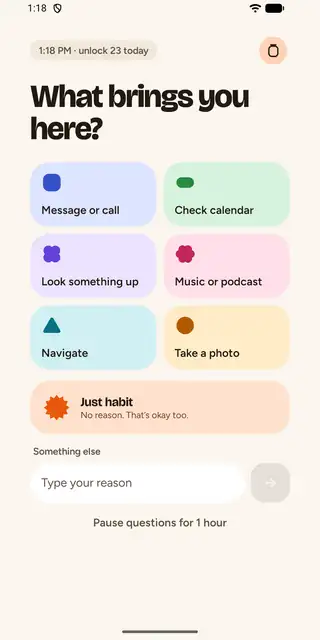 1:18
1:18 PM · unlock 23 today
What brings you
here?
Message or call
Check calendar
Look something up
Music or podcast
Navigate
Take a photo
Just habit
No reason. That's okay too.
Something else
Type your reason
Pause questions for 1 hour